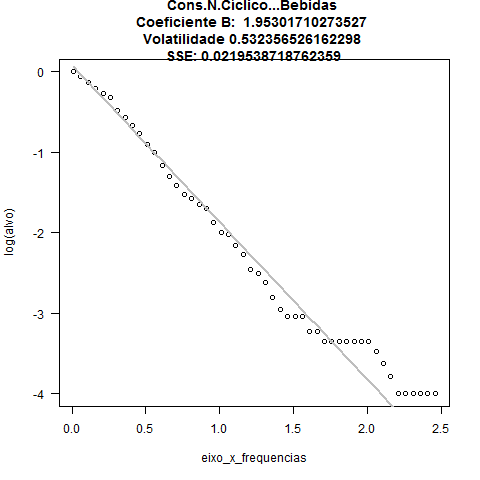 Cons.N.Ciclico...Bebidas
Coeficiente B: 1.95301710273527
Volatilidade 0.532356526162298
SSE: 0.0219538718762359
0
-1
-2
-3
-4
log(alvo)
0.0 0.5 1.0 1.5 2.0 2.5
eixo_x_frequencias